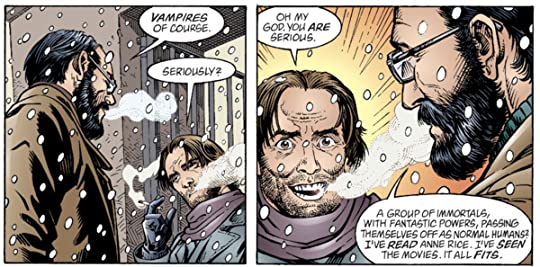 VAMPIRES
OF COURSE.
SERIOUSLY?
OH MY
GOD. YOU ARE
SERIOUS.
A GROUP OF IMMORTALS,
WITH FANTASTIC POWERS, PASSING
THEMSELVES OFF AS NORMAL HUMANS?
I'VE READ ANNE RICE. I'VE SEEN
THE MOVIES. IT ALL FITS.